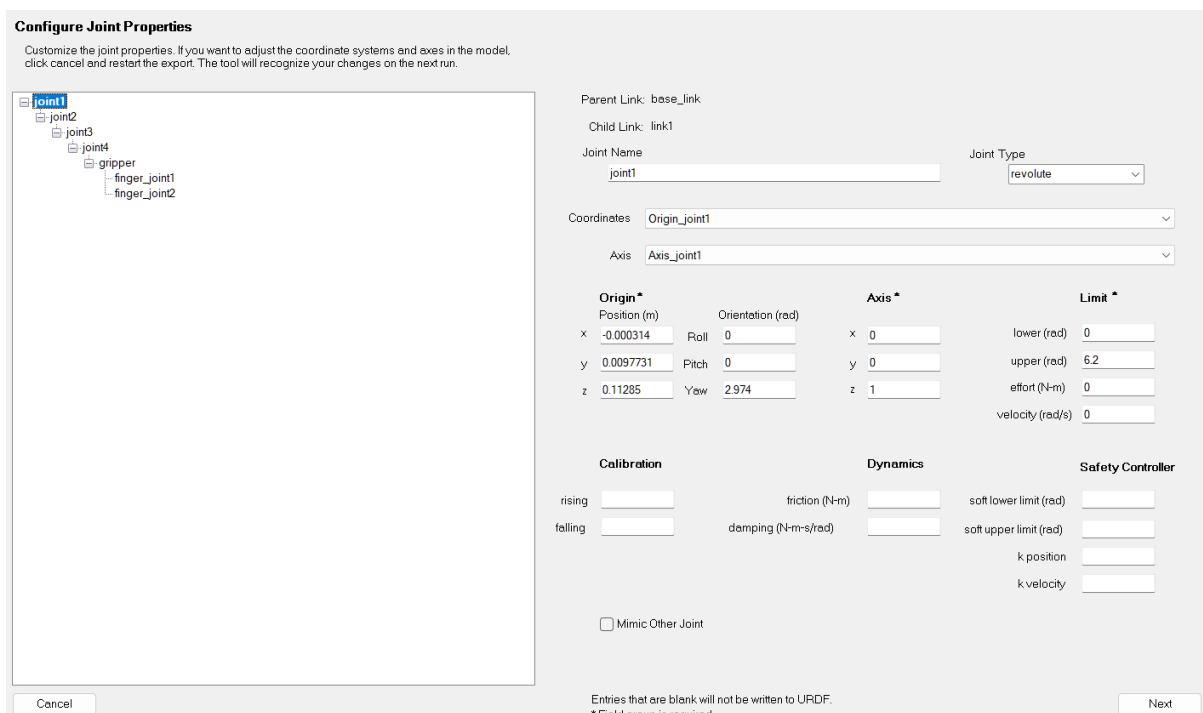 Configure Joint Properties
Customize the joint properties. If you want to adjust the coordinate systems and axes in the model,
click cancel and restart the export. The tool will recognize your changes on the next run.
joint1
joint2
joint3
joint4
gripper
finger_joint1
finger_joint2
Parent Link: base_link
Child Link: link1
Joint Name
joint1
Joint Type
revolute
Coordinates Origin_joint1
Axis Axis_joint1
Origin* Axis* Limit *
Position (m) Orientation (rad)
x -0.000314 Roll 0 x 0 lower (rad) 0
y 0.0097731 Pitch 0 y 0 upper (rad) 6.2
z 0.11285 Yaw 2.974 z 1 effort (N-m) 0
velocity (rad/s) 0
Calibration Dynamics Safety Controller
rising friction (N-m) soft lower limit (rad)
falling damping (N-m-s/rad) soft upper limit (rad)
k position
k velocity
Mimic Other Joint
Cancel Entries that are blank will not be written to URDF. Next
* Field group is required